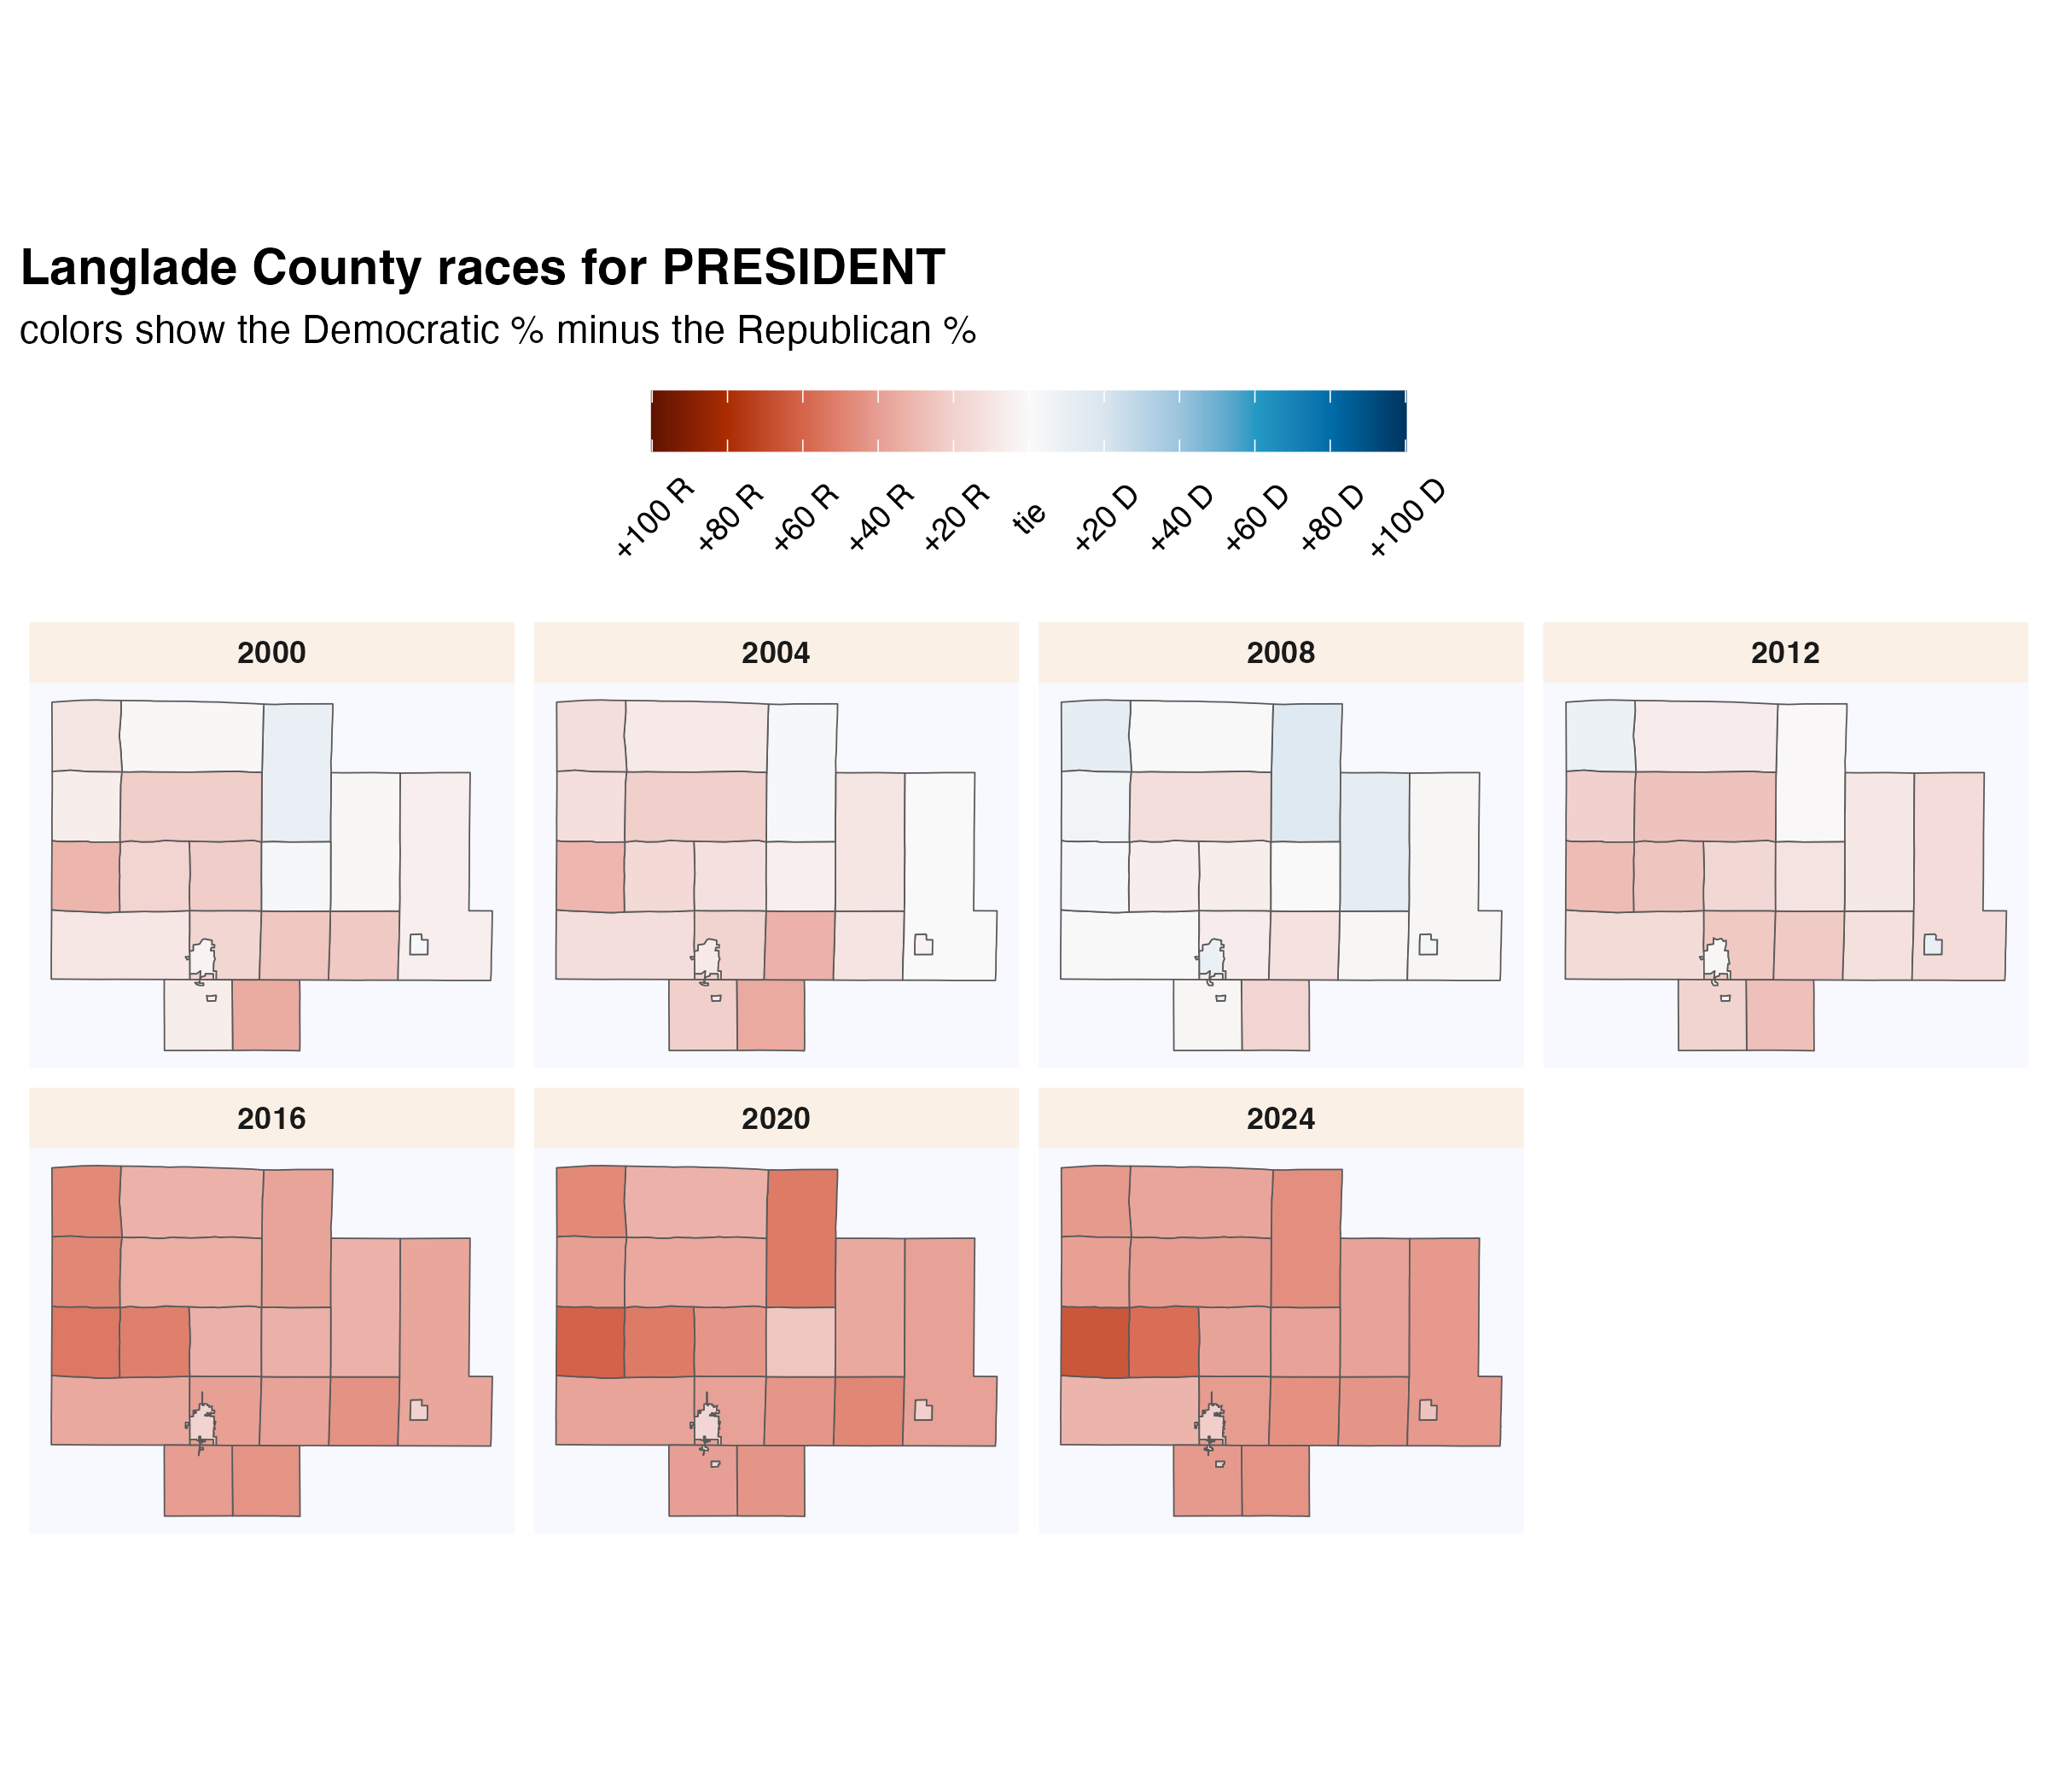 Langlade County races for PRESIDENT
colors show the Democratic % minus the Republican %
+100 R +80 R +60 R +40 R +20 R tie +20 D +40 D +60 D +80 D +100 D
2000 2004 2008 2012
2016 2020 2024